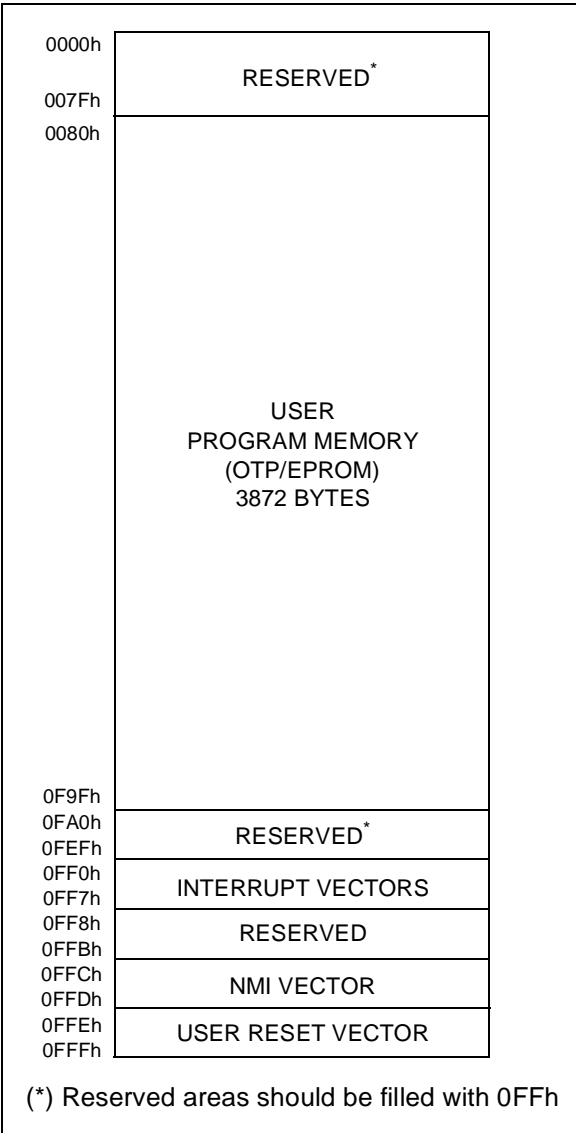 0000h
RESERVED*
007Fh
0080h
USER
PROGRAM MEMORY
(OTP/EPROM)
3872 BYTES
0F9Fh
0FA0h
RESERVED*
0FEFh
0FF0h
INTERRUPT VECTORS
0FF7h
0FF8h
RESERVED
0FFBh
0FFCh
NMI VECTOR
0FFDh
0FFEh
USER RESET VECTOR
0FFFh
(*) Reserved areas should be filled with 0FFh